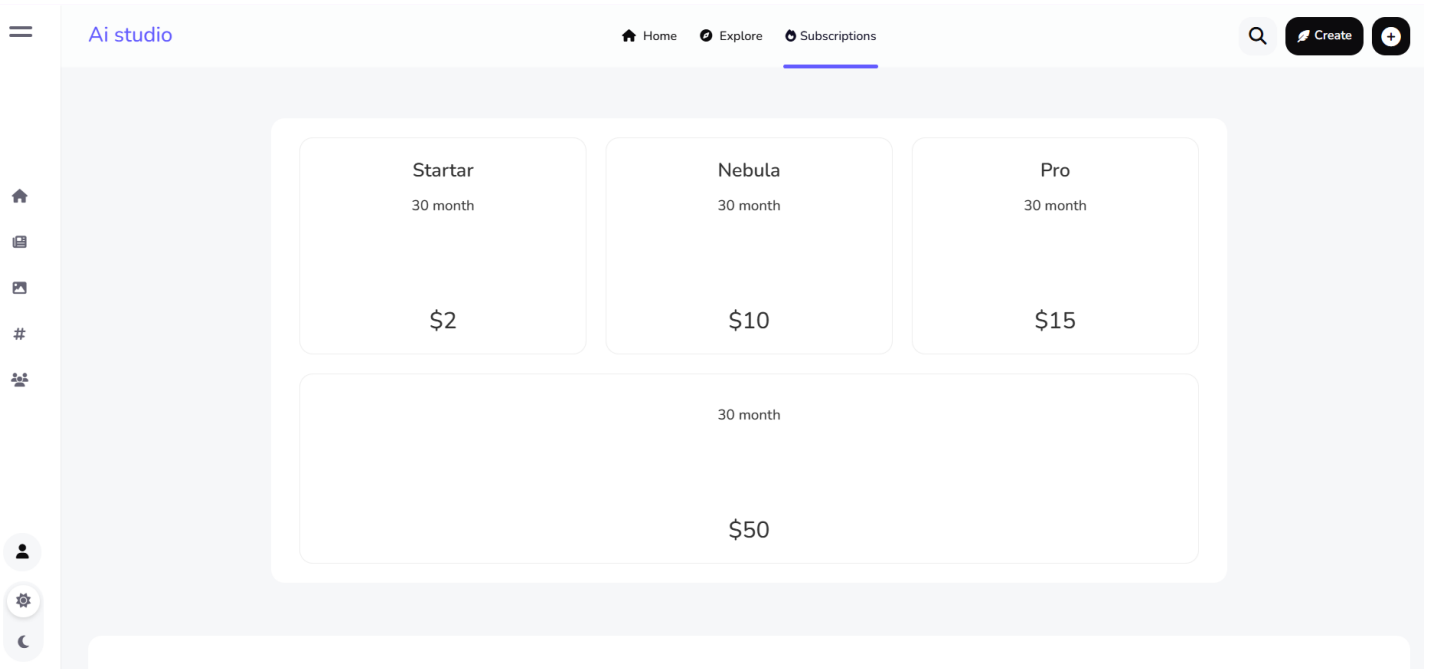 Ai studio
Home
Explore
Subscriptions
Create
Startar
30 month
$2
Nebula
30 month
$10
Pro
30 month
$15
30 month
$50